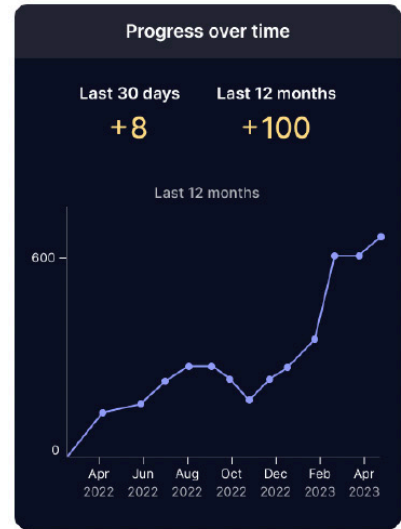 Progress over time
Last 30 days Last 12 months
+8 +100
Last 12 months
600
0
Apr Jun Aug Oct Dec Feb Apr
2022 2022 2022 2022 2022 2023 2023